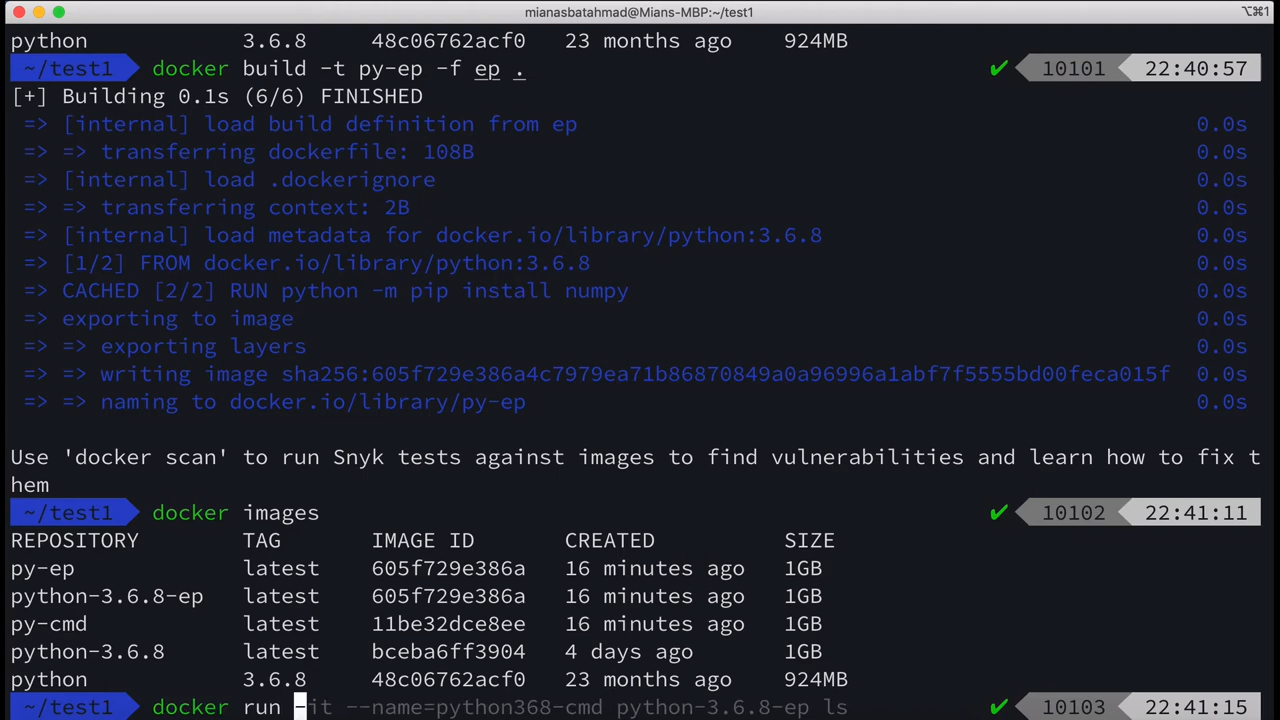 mianasbatahmad@Mians-MBP:~/test1 ⌥⌘1
python 3.6.8 48c06762acf0 23 months ago 924MB
~/test1 docker build -t py-ep -f ep . ✔ 10101 22:40:57
[+] Building 0.1s (6/6) FINISHED
=> [internal] load build definition from ep 0.0s
=> => transferring dockerfile: 108B 0.0s
=> [internal] load .dockerignore 0.0s
=> => transferring context: 2B 0.0s
=> [internal] load metadata for docker.io/library/python:3.6.8 0.0s
=> [1/2] FROM docker.io/library/python:3.6.8 0.0s
=> CACHED [2/2] RUN python -m pip install numpy 0.0s
=> exporting to image 0.0s
=> => exporting layers 0.0s
=> => writing image sha256:605f729e386a4c7979ea71b86870849a0a96996a1abf7f5555bd00feca015f 0.0s
=> => naming to docker.io/library/py-ep 0.0s
Use 'docker scan' to run Snyk tests against images to find vulnerabilities and learn how to fix t
hem
~/test1 docker images ✔ 10102 22:41:11
REPOSITORY TAG IMAGE ID CREATED SIZE
py-ep latest 605f729e386a 16 minutes ago 1GB
python-3.6.8-ep latest 605f729e386a 16 minutes ago 1GB
py-cmd latest 11be32dce8ee 16 minutes ago 1GB
python-3.6.8 latest bceba6ff3904 4 days ago 1GB
python 3.6.8 48c06762acf0 23 months ago 924MB
~/test1 docker run -it --name=python368-cmd python-3.6.8-ep ls 10103 22:41:15